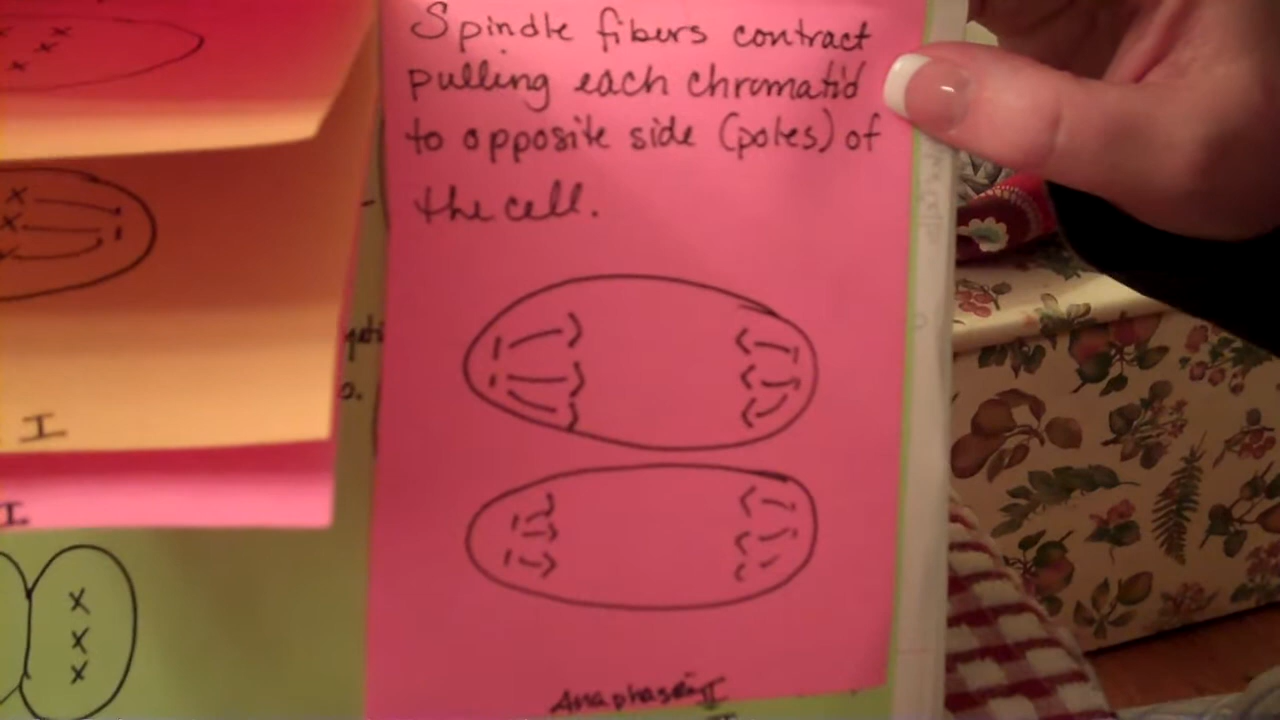 Spindle fibers contract
pulling each chromatid
to opposite side (poles) of
the cell.
I
I
Anaphase II